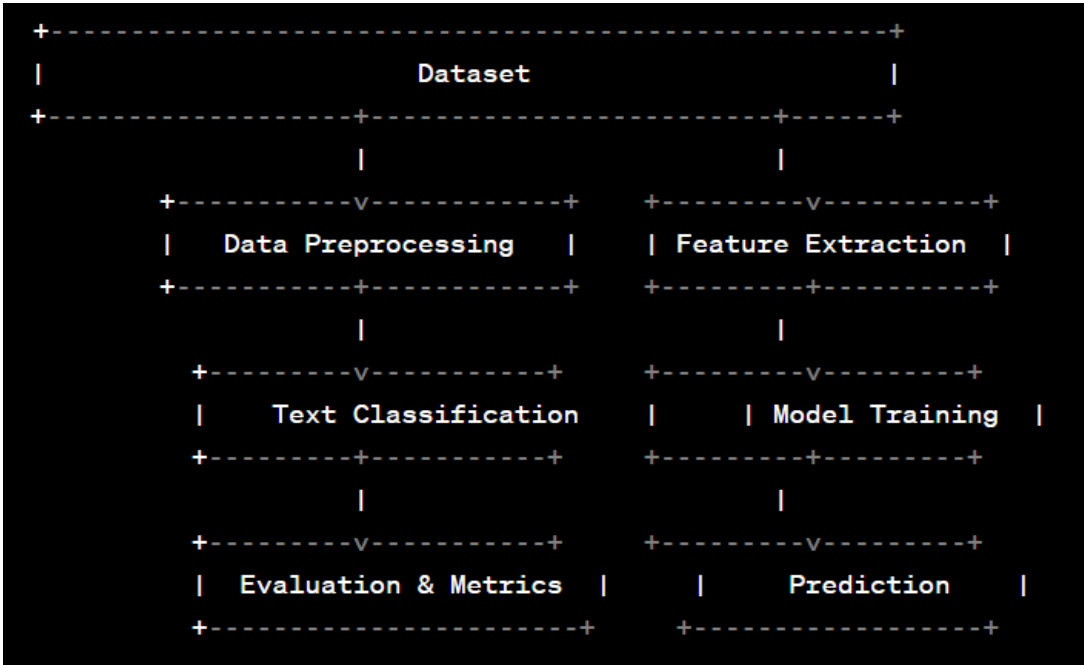 +----------------------------------------------------+
|                       Dataset                      |
+-------------------+-------------------------+------+
                    |                         |
        +-----------v------------+    +---------v----------+
        |   Data Preprocessing   |    | Feature Extraction  |
        +-----------+------------+    +---------+----------+
                    |                         |
          +---------v-----------+     +---------v---------+
          |    Text Classification    |     | Model Training  |
          +---------+-----------+     +---------+---------+
                    |                         |
          +---------v-----------+     +---------v---------+
          |  Evaluation & Metrics  |     |     Prediction    |
          +-----------------------+     +------------------+